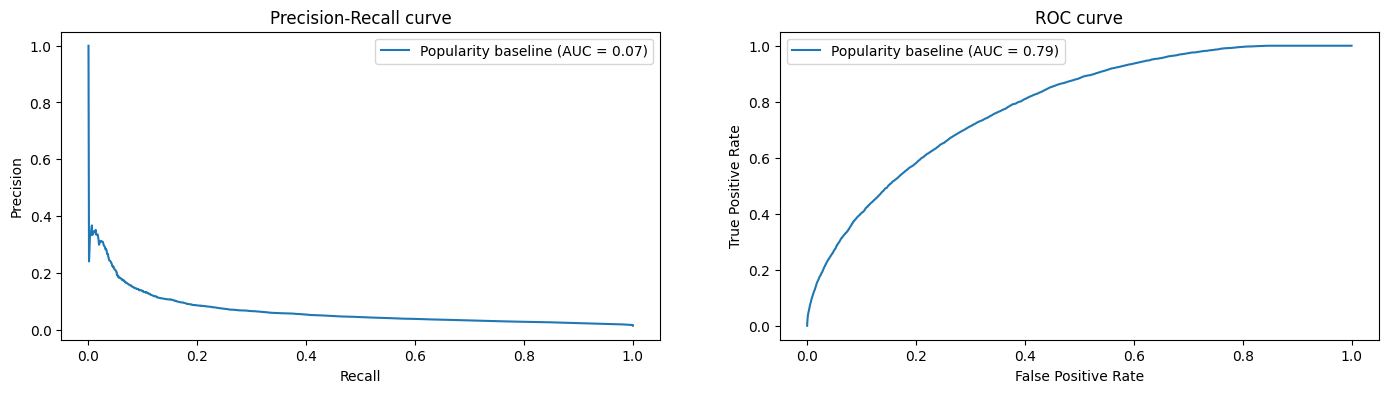 Precision-Recall curve
Popularity baseline (AUC = 0.07)
1.0
0.8
0.6
0.4
0.2
0.0
Precision
0.0 0.2 0.4 0.6 0.8 1.0
Recall
ROC curve
Popularity baseline (AUC = 0.79)
1.0
0.8
0.6
0.4
0.2
0.0
True Positive Rate
0.0 0.2 0.4 0.6 0.8 1.0
False Positive Rate